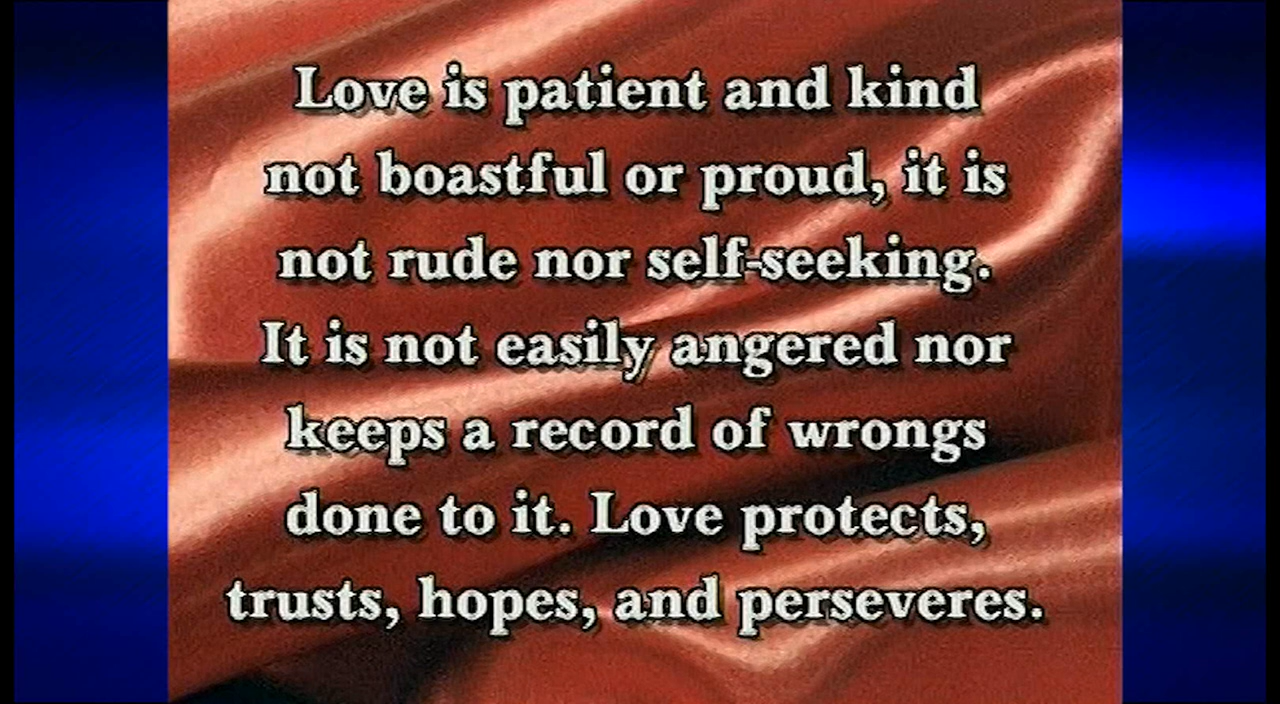 Love is patient and kind
not boastful or proud, it is
not rude nor self-seeking.
It is not easily angered nor
keeps a record of wrongs
done to it. Love protects,
trusts, hopes, and perseveres.